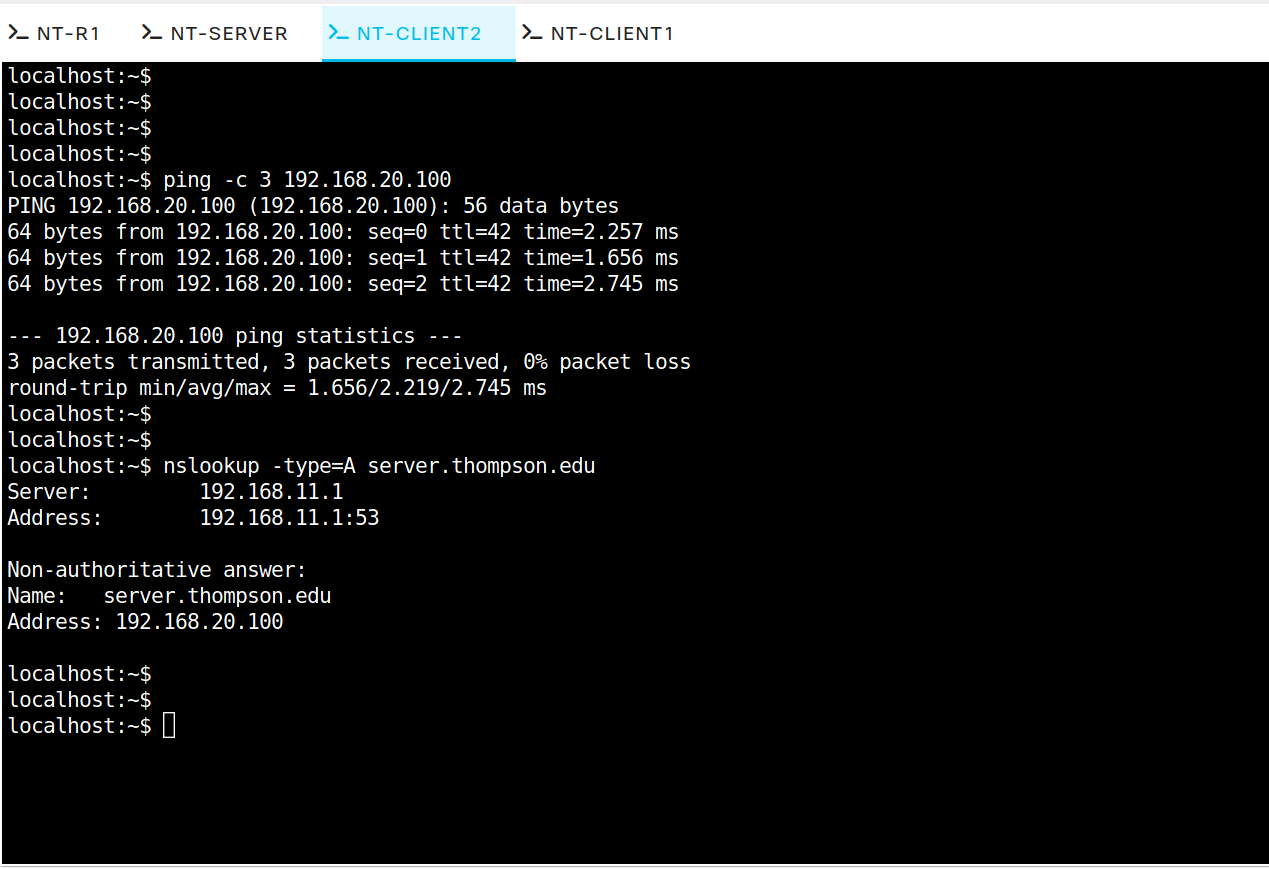 >_ NT-R1 >_ NT-SERVER >_ NT-CLIENT2 >_ NT-CLIENT1
localhost:~$
localhost:~$
localhost:~$
localhost:~$
localhost:~$ ping -c 3 192.168.20.100
PING 192.168.20.100 (192.168.20.100): 56 data bytes
64 bytes from 192.168.20.100: seq=0 ttl=42 time=2.257 ms
64 bytes from 192.168.20.100: seq=1 ttl=42 time=1.656 ms
64 bytes from 192.168.20.100: seq=2 ttl=42 time=2.745 ms

--- 192.168.20.100 ping statistics ---
3 packets transmitted, 3 packets received, 0% packet loss
round-trip min/avg/max = 1.656/2.219/2.745 ms
localhost:~$
localhost:~$
localhost:~$ nslookup -type=A server.thompson.edu
Server:         192.168.11.1
Address:        192.168.11.1:53

Non-authoritative answer:
Name:   server.thompson.edu
Address: 192.168.20.100

localhost:~$
localhost:~$
localhost:~$